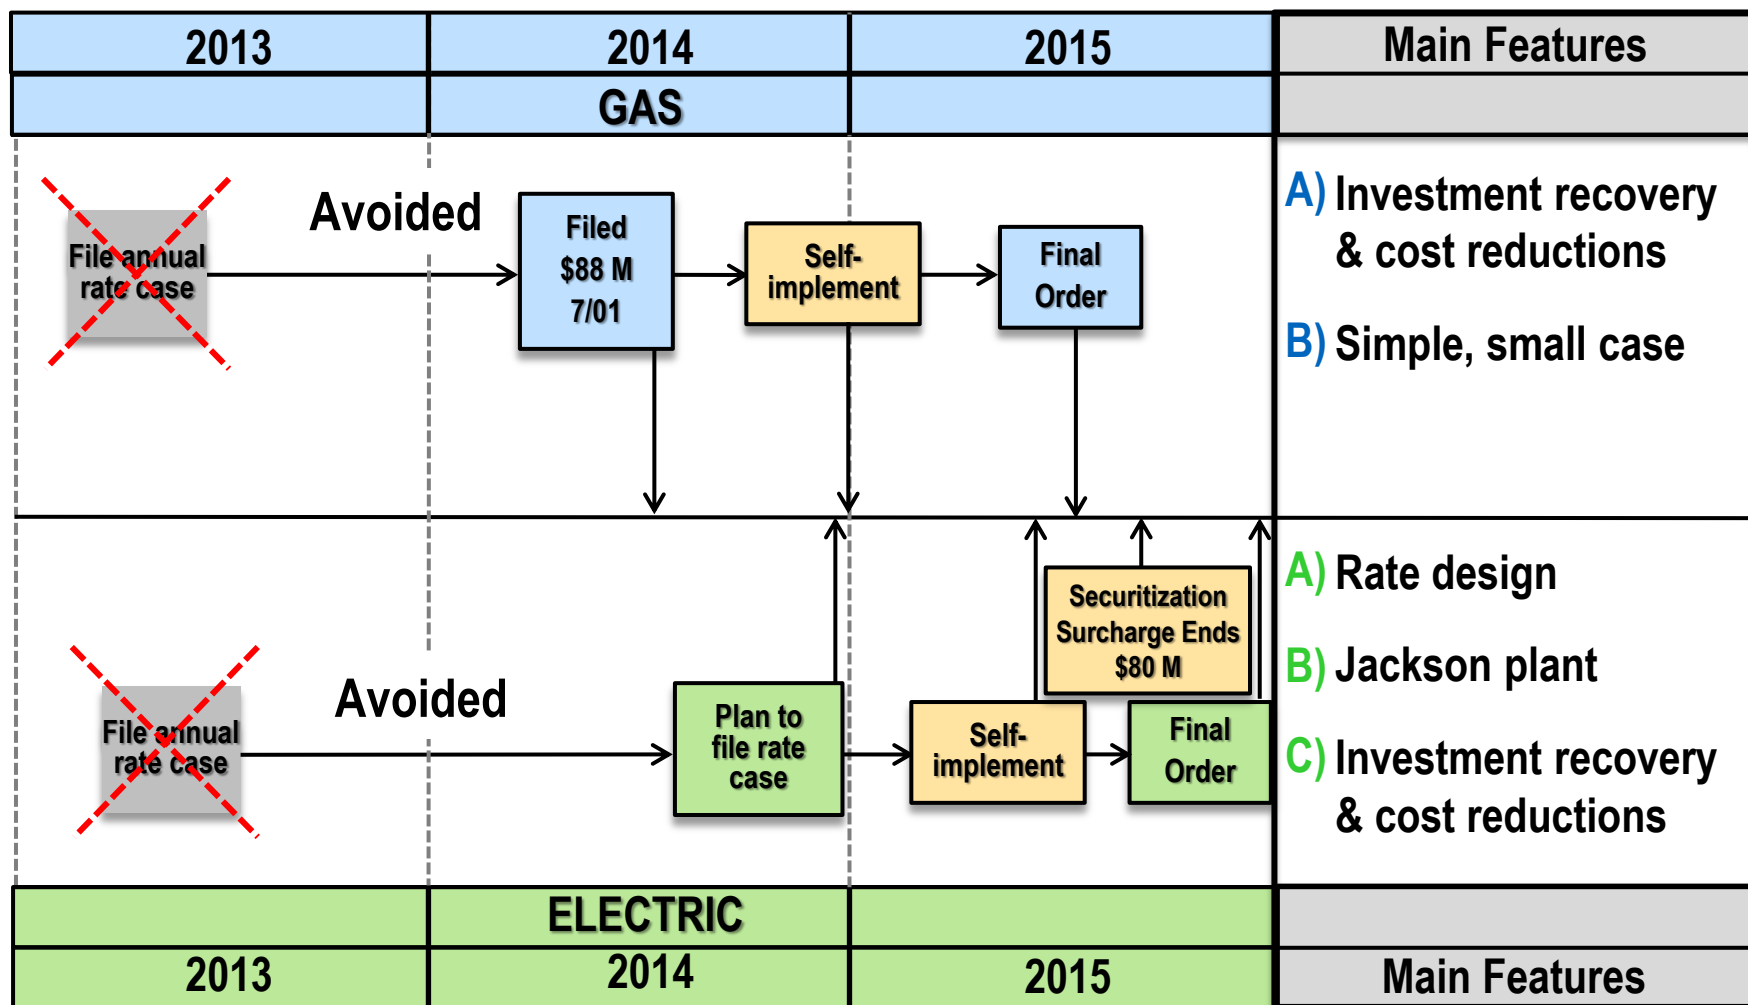 2013 2014 2015 Main Features
GAS
Avoided
File annual
rate case
Filed
$88 M
7/01
Self-
implement
Final
Order
A) Investment recovery
& cost reductions
B) Simple, small case
Avoided
File annual
rate case
Plan to
file rate
case
Self-
implement
Securitization
Surcharge Ends
$80 M
Final
Order
A) Rate design
B) Jackson plant
C) Investment recovery
& cost reductions
ELECTRIC
2013 2014 2015 Main Features